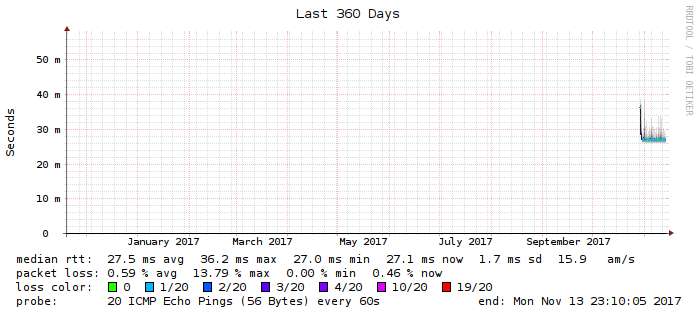 Last 360 Days
RRDTOOL / TOBI OETIKER
Seconds
50 m
40 m
30 m
20 m
10 m
0
January 2017 March 2017 May 2017 July 2017 September 2017
median rtt: 27.5 ms avg 36.2 ms max 27.0 ms min 27.1 ms now 1.7 ms sd 15.9 am/s
packet loss: 0.59 % avg 13.79 % max 0.00 % min 0.46 % now
loss color: 0 1/20 2/20 3/20 4/20 10/20 19/20
probe: 20 ICMP Echo Pings (56 Bytes) every 60s end: Mon Nov 13 23:10:05 2017